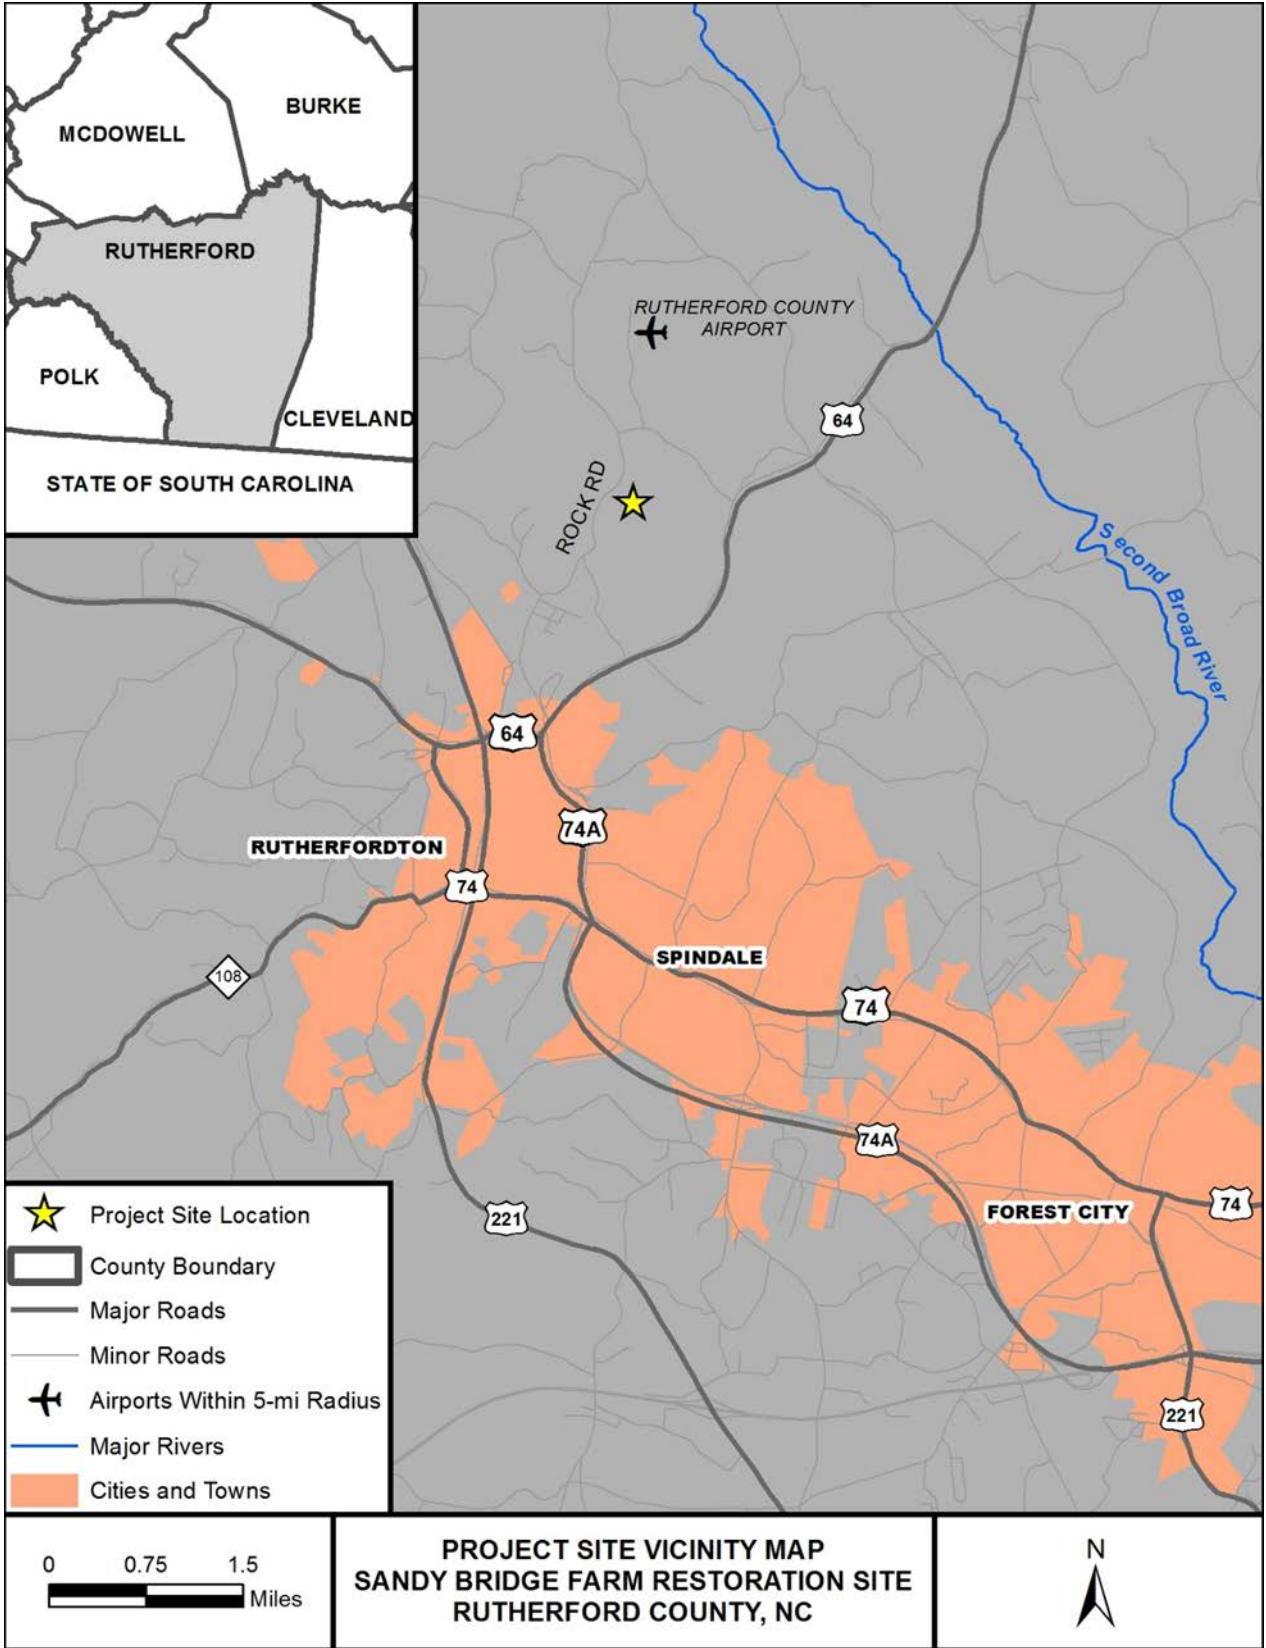 MCDOWELL
BURKE
RUTHERFORD
POLK
CLEVELAND
STATE OF SOUTH CAROLINA
RUTHERFORD COUNTY
AIRPORT
64
ROCK RD
Second Broad River
64
74A
RUTHERFORDTON
74
108
SPINDALE
74
74A
FOREST CITY
74
221
221
Project Site Location
County Boundary
Major Roads
Minor Roads
Airports Within 5-mi Radius
Major Rivers
Cities and Towns
0 0.75 1.5
Miles
PROJECT SITE VICINITY MAP
SANDY BRIDGE FARM RESTORATION SITE
RUTHERFORD COUNTY, NC
N